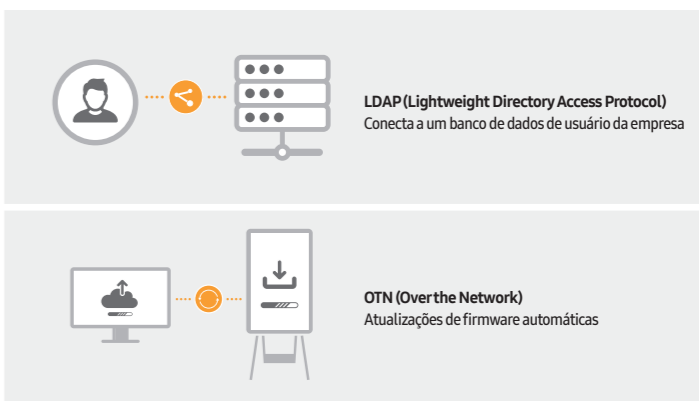 LDAP (Lightweight Directory Access Protocol)
Conecta a um banco de dados de usuário da empresa
OTN (Over the Network)
Atualizações de firmware automáticas